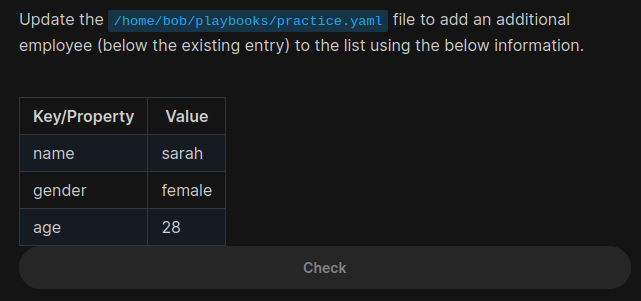 Update the /home/bob/playbooks/practice.yaml file to add an additional
employee (below the existing entry) to the list using the below information.
Key/Property Value
name sarah
gender female
age 28
Check